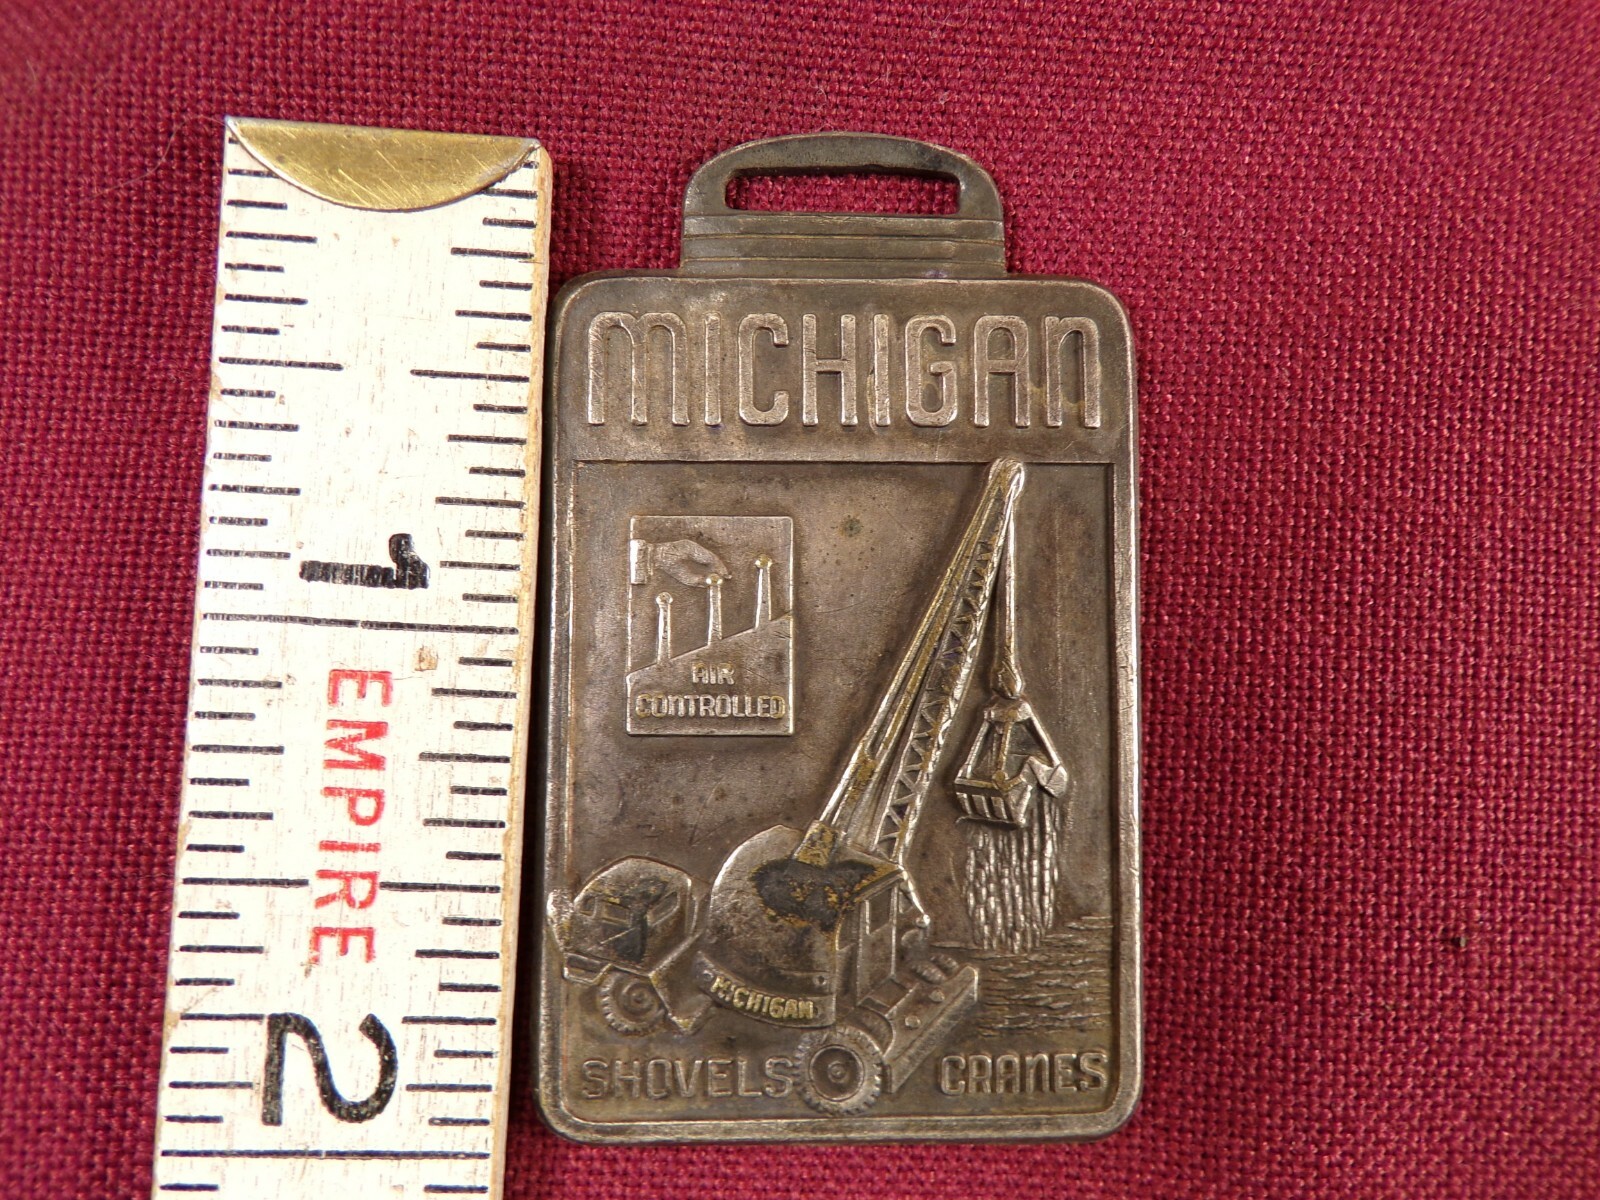 MICHIGAN
AIR
CONTROLLED
MICHIGAN
SHOVELS CRANES
1
EMPIRE
2